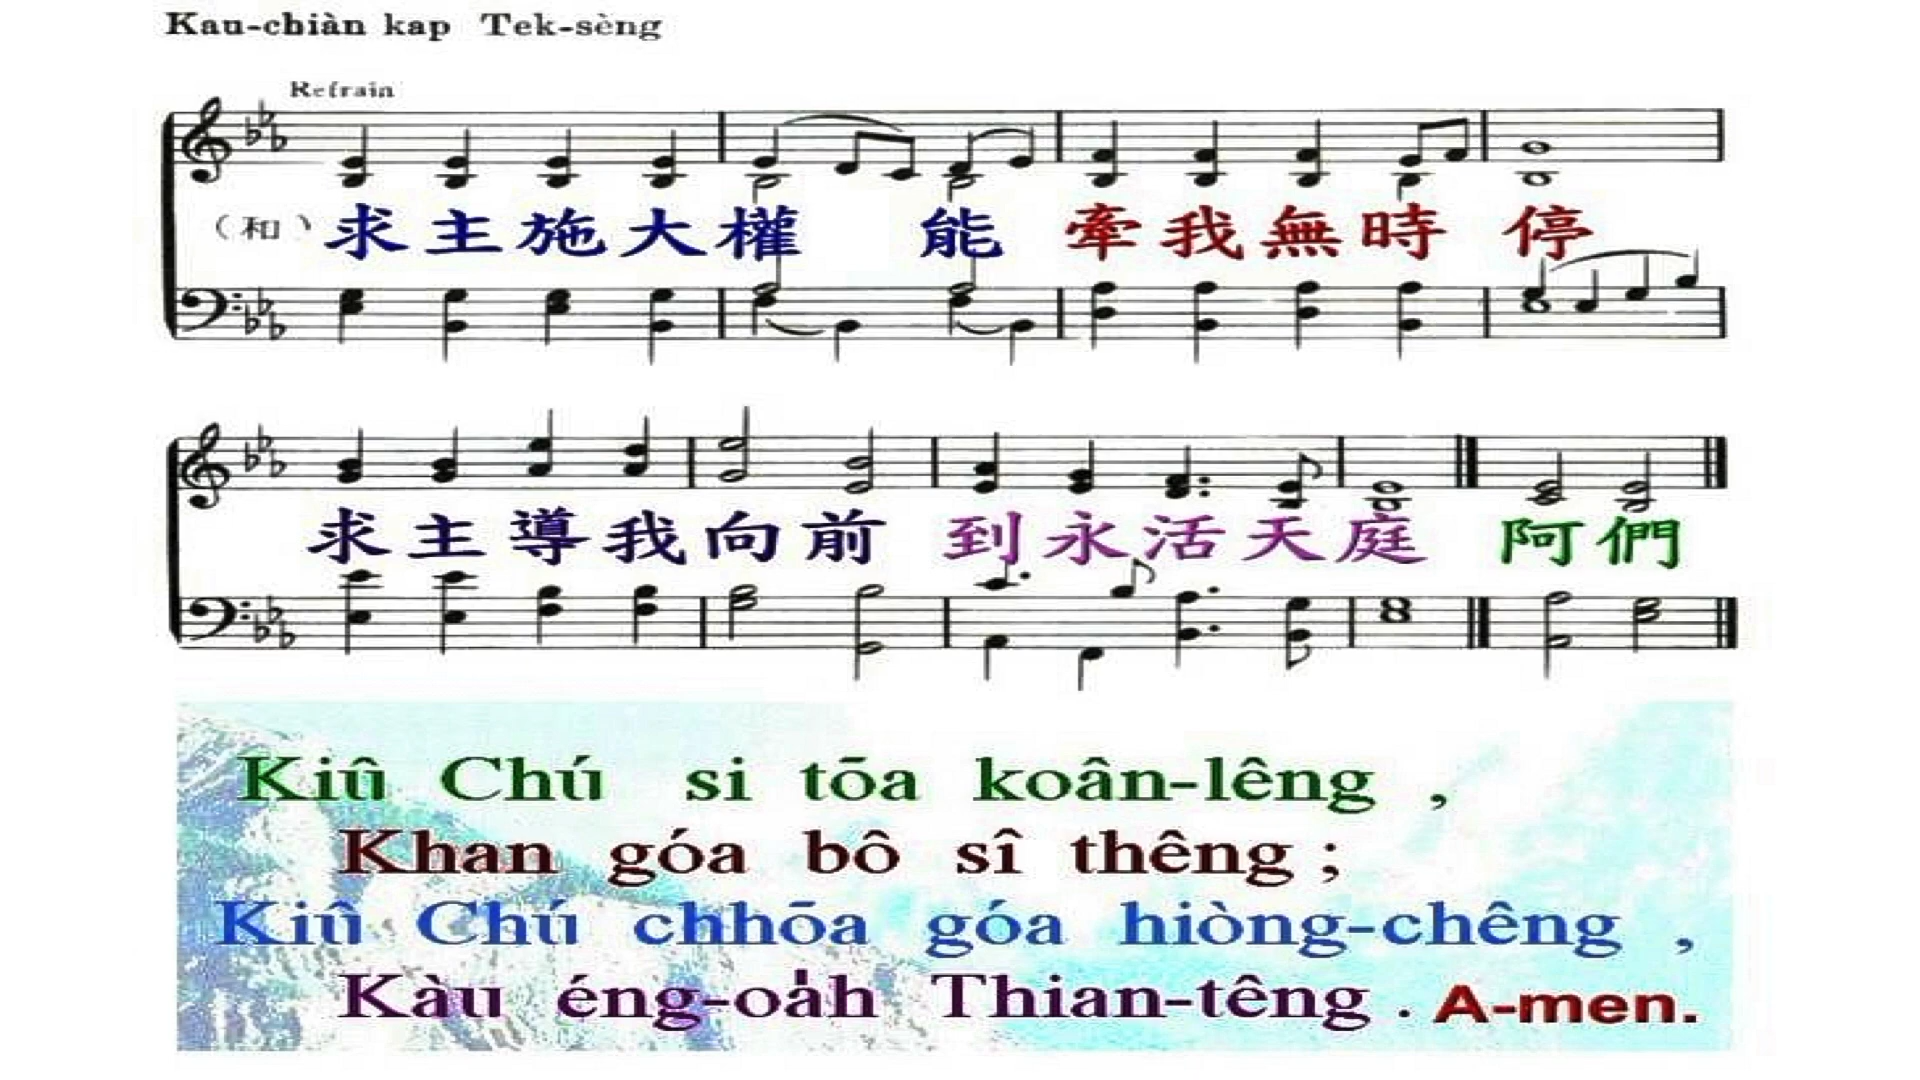 Kau-chiàn kap Tek-sèng
Refrain
（和）求主施大權能 牽我無時停
求主導我向前 到永活天庭 阿們
Kiû Chú si tōa koân-lêng ,
Khan góa bô sî thêng ;
Kiû Chú chhōa góa hiòng-chêng ,
Kàu éng-oa̍h Thian-têng . A-men.